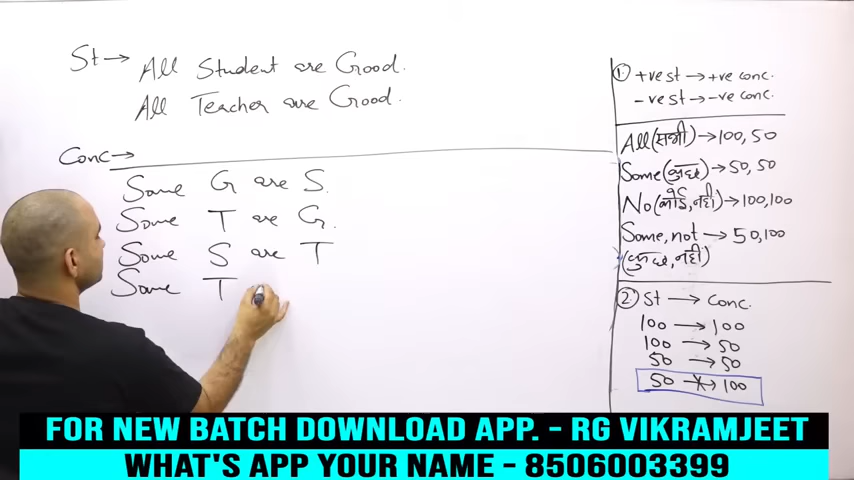 St→ All Student are Good.
All Teacher are Good.
Conc→
Some G are S.
Some T are G.
Some S are T
Some T
1. +ve st → +ve conc.
-ve st → -ve conc.
All (सभी) → 100, 50
Some (कुछ) → 50, 50
No (कोई, नहीं) → 100, 100
Some, not → 50, 100
(कुछ, नहीं)
2. St → Conc.
100 → 100
100 → 50
50 → 50
50 ↛ 100
FOR NEW BATCH DOWNLOAD APP. - RG VIKRAMJEET
WHAT'S APP YOUR NAME - 8506003399